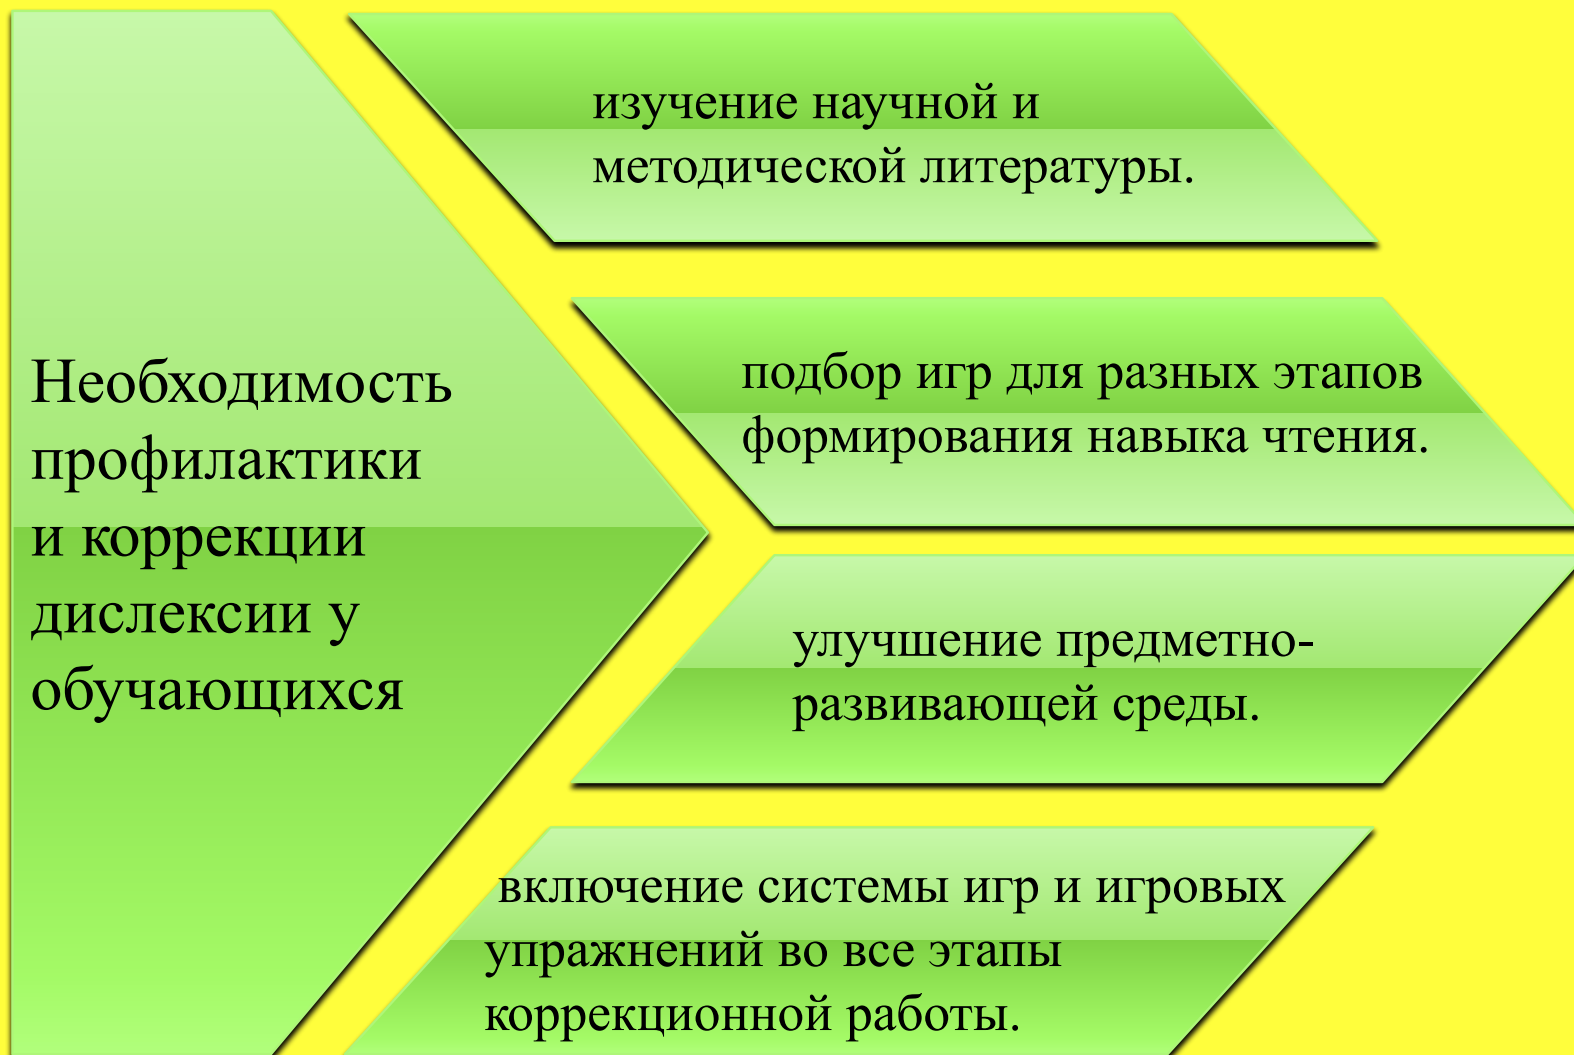 Необходимость
профилактики
и коррекции
дислексии у
обучающихся
изучение научной и
методической литературы.
подбор игр для разных этапов
формирования навыка чтения.
улучшение предметно-
развивающей среды.
включение системы игр и игровых
упражнений во все этапы
коррекционной работы.